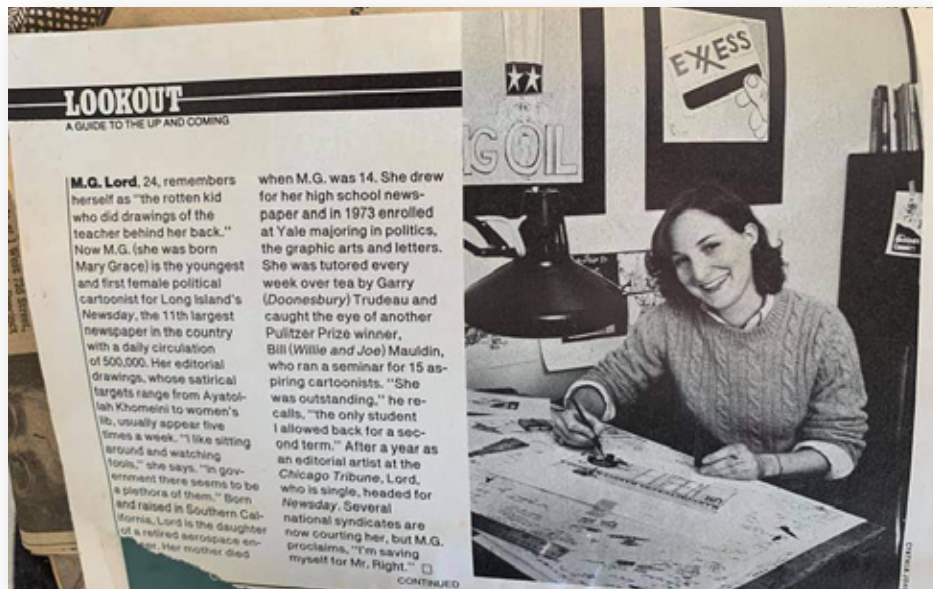 LOOKOUT
A GUIDE TO THE UP AND COMING
M.G. Lord, 24, remembers
herself as "the rotten kid
who did drawings of the
teacher behind her back."
Now M.G. (she was born
Mary Grace) is the youngest
and first female political
cartoonist for Long Island's
Newsday, the 11th largest
newspaper in the country
with a daily circulation
of 500,000. Her editorial
drawings, whose satirical
targets range from Ayatol-
lah Khomeini to women's
lib, usually appear five
times a week. "I like sitting
around and watching
fools," she says. "In gov-
ernment there seems to be
a plethora of them." Born
and raised in Southern Cal-
ifornia, Lord is the daughter
of a retired aerospace en-
Her mother died
when M.G. was 14. She drew
for her high school news-
paper and in 1973 enrolled
at Yale majoring in politics,
the graphic arts and letters.
She was tutored every
week over tea by Garry
(Doonesbury) Trudeau and
caught the eye of another
Pulitzer Prize winner,
Bill (Willie and Joe) Mauldin,
who ran a seminar for 15 as-
piring cartoonists. "She
was outstanding," he re-
calls, "the only student
I allowed back for a sec-
ond term." After a year as
an editorial artist at the
Chicago Tribune, Lord,
who is single, headed for
Newsday. Several
national syndicates are
now courting her, but M.G.
proclaims, "I'm saving
myself for Mr. Right."
CONTINUED
G OIL
EXXESS